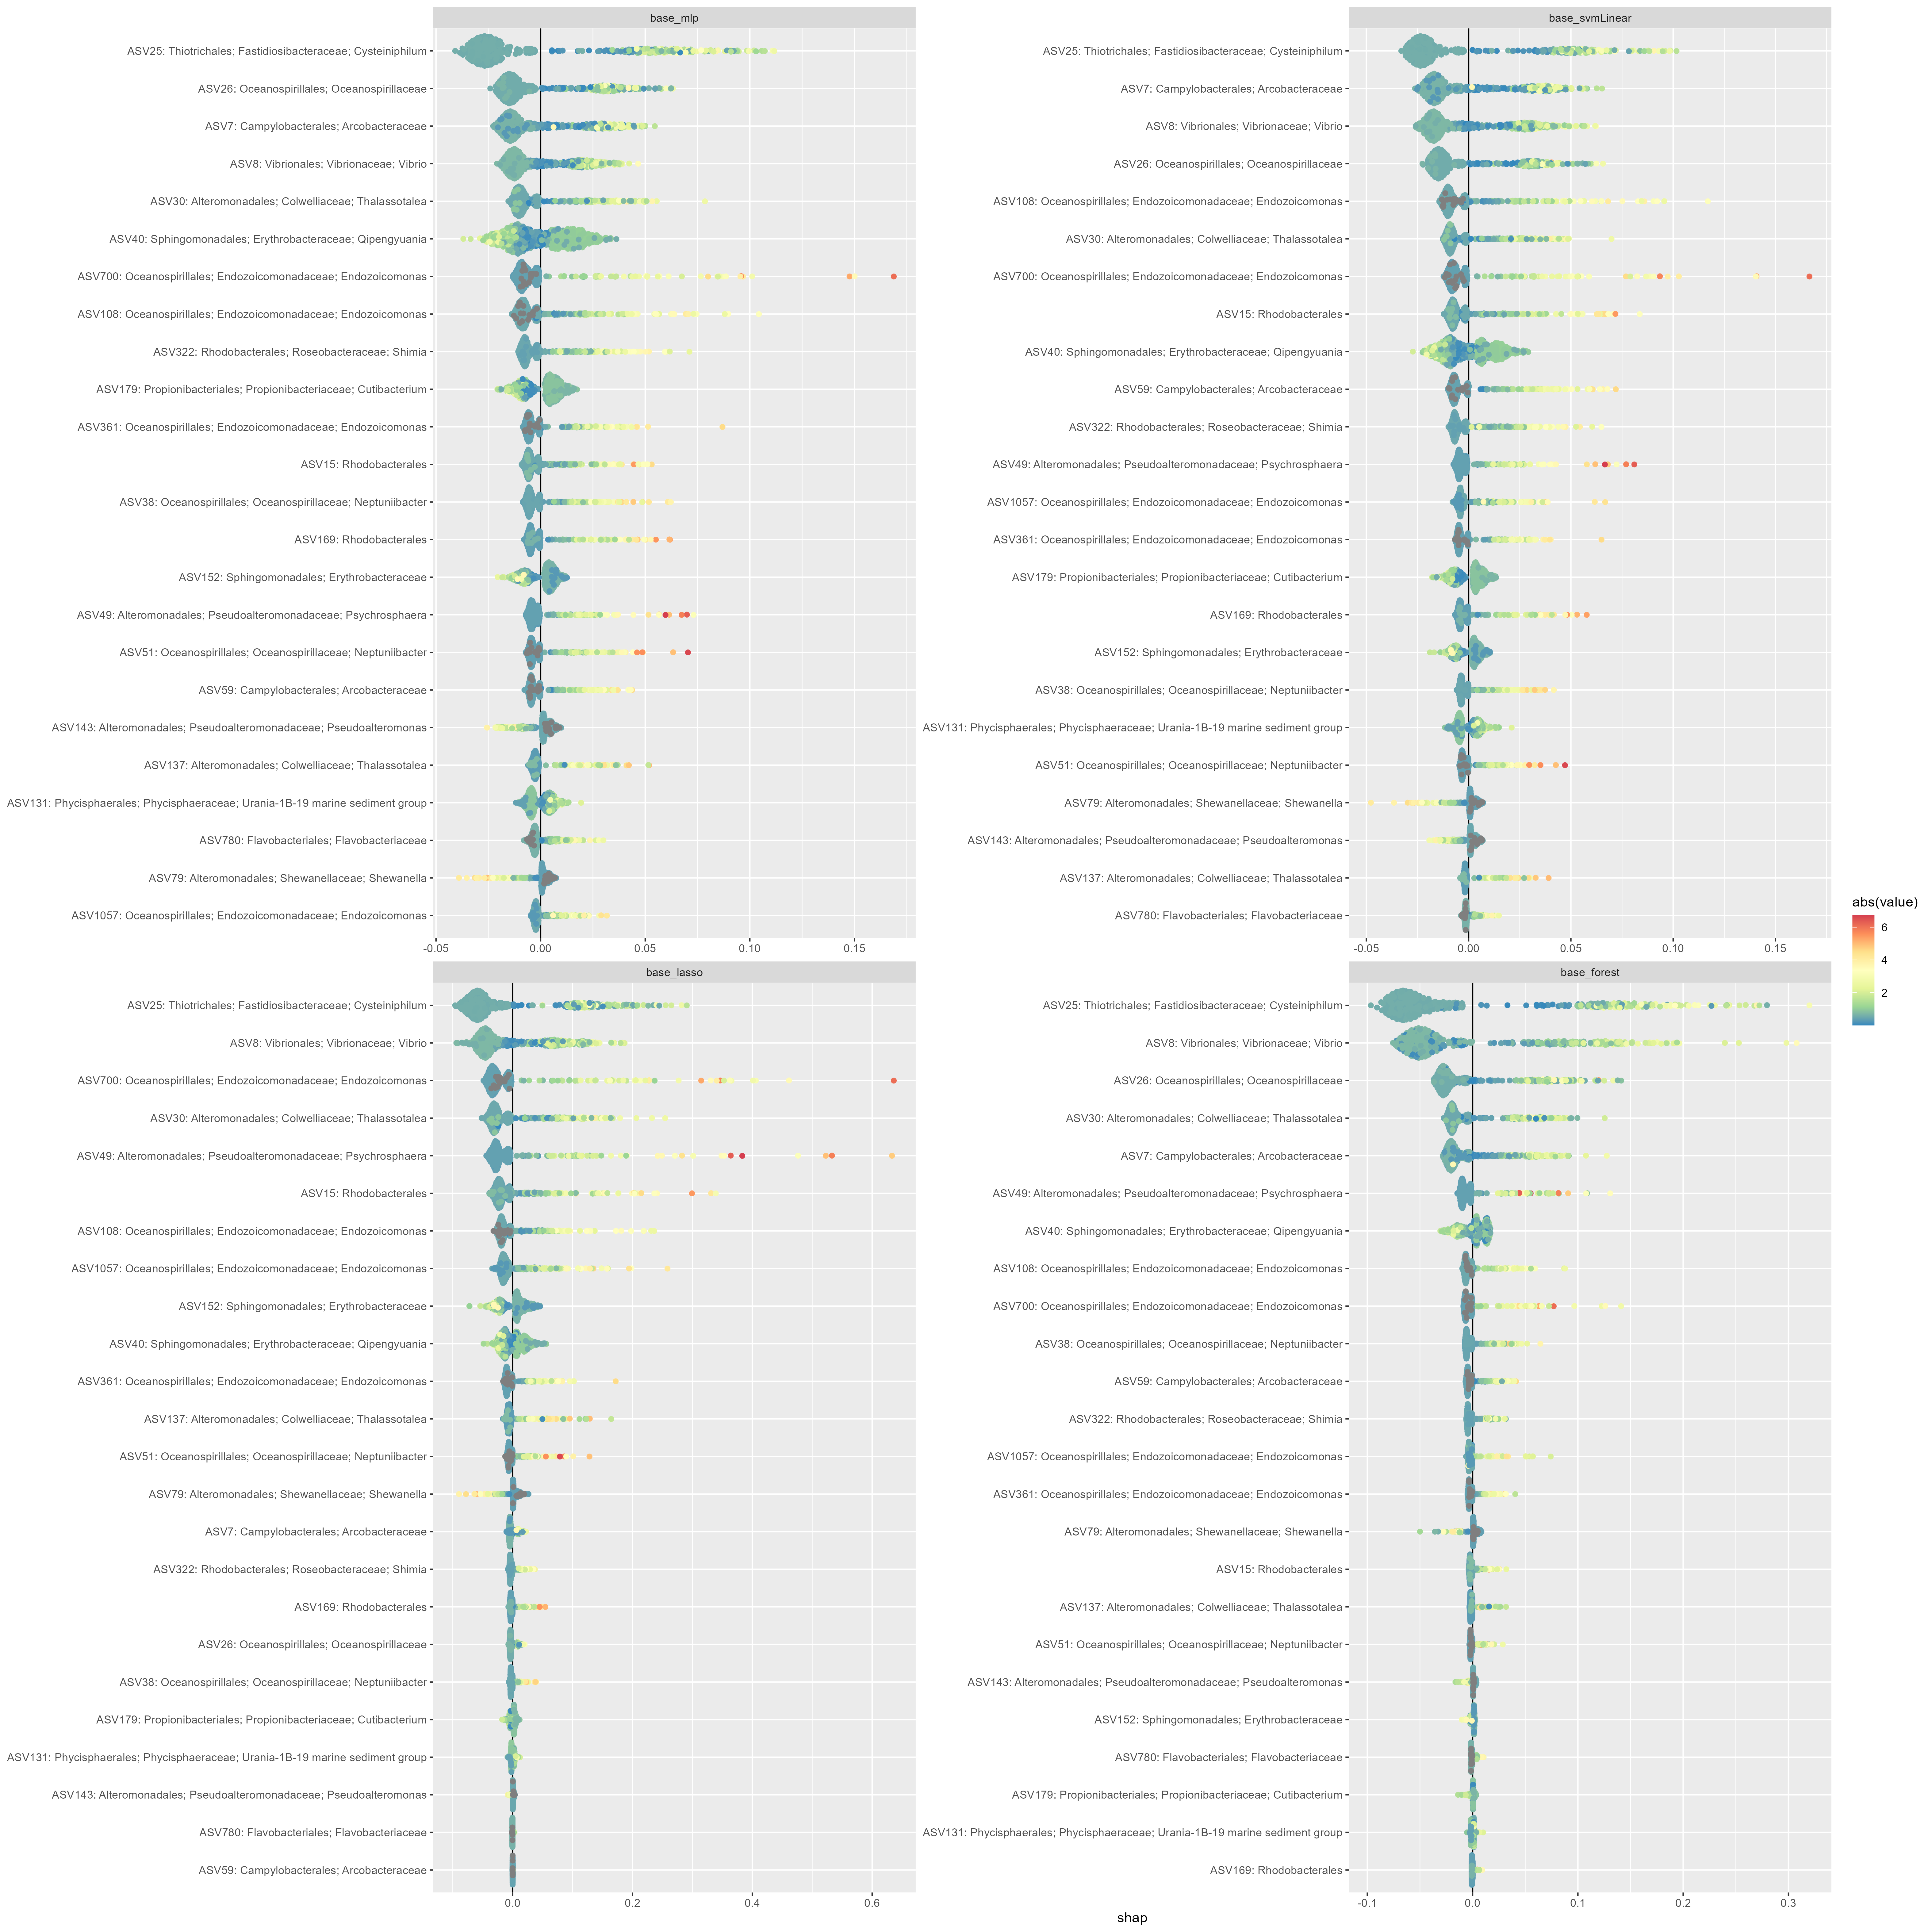 base_mlp
ASV25: Thiotrichales; Fastidiosibacteraceae; Cysteiniphilum
ASV26: Oceanospirillales; Oceanospirillaceae
ASV7: Campylobacterales; Arcobacteraceae
ASV8: Vibrionales; Vibrionaceae; Vibrio
ASV30: Alteromonadales; Colwelliaceae; Thalassotalea
ASV40: Sphingomonadales; Erythrobacteraceae; Qipengyuania
ASV700: Oceanospirillales; Endozoicomonadaceae; Endozoicomonas
ASV108: Oceanospirillales; Endozoicomonadaceae; Endozoicomonas
ASV322: Rhodobacterales; Roseobacteraceae; Shimia
ASV179: Propionibacteriales; Propionibacteriaceae; Cutibacterium
ASV361: Oceanospirillales; Endozoicomonadaceae; Endozoicomonas
ASV15: Rhodobacterales
ASV38: Oceanospirillales; Oceanospirillaceae; Neptuniibacter
ASV169: Rhodobacterales
ASV152: Sphingomonadales; Erythrobacteraceae
ASV49: Alteromonadales; Pseudoalteromonadaceae; Psychrosphaera
ASV51: Oceanospirillales; Oceanospirillaceae; Neptuniibacter
ASV59: Campylobacterales; Arcobacteraceae
ASV143: Alteromonadales; Pseudoalteromonadaceae; Pseudoalteromonas
ASV137: Alteromonadales; Colwelliaceae; Thalassotalea
ASV131: Phycisphaerales; Phycisphaeraceae; Urania-1B-19 marine sediment group
ASV780: Flavobacteriales; Flavobacteriaceae
ASV79: Alteromonadales; Shewanellaceae; Shewanella
ASV1057: Oceanospirillales; Endozoicomonadaceae; Endozoicomonas
-0.05 0.00 0.05 0.10 0.15
base_svmLinear
ASV25: Thiotrichales; Fastidiosibacteraceae; Cysteiniphilum
ASV7: Campylobacterales; Arcobacteraceae
ASV8: Vibrionales; Vibrionaceae; Vibrio
ASV26: Oceanospirillales; Oceanospirillaceae
ASV108: Oceanospirillales; Endozoicomonadaceae; Endozoicomonas
ASV30: Alteromonadales; Colwelliaceae; Thalassotalea
ASV700: Oceanospirillales; Endozoicomonadaceae; Endozoicomonas
ASV15: Rhodobacterales
ASV40: Sphingomonadales; Erythrobacteraceae; Qipengyuania
ASV59: Campylobacterales; Arcobacteraceae
ASV322: Rhodobacterales; Roseobacteraceae; Shimia
ASV49: Alteromonadales; Pseudoalteromonadaceae; Psychrosphaera
ASV1057: Oceanospirillales; Endozoicomonadaceae; Endozoicomonas
ASV361: Oceanospirillales; Endozoicomonadaceae; Endozoicomonas
ASV179: Propionibacteriales; Propionibacteriaceae; Cutibacterium
ASV169: Rhodobacterales
ASV152: Sphingomonadales; Erythrobacteraceae
ASV38: Oceanospirillales; Oceanospirillaceae; Neptuniibacter
ASV131: Phycisphaerales; Phycisphaeraceae; Urania-1B-19 marine sediment group
ASV51: Oceanospirillales; Oceanospirillaceae; Neptuniibacter
ASV79: Alteromonadales; Shewanellaceae; Shewanella
ASV143: Alteromonadales; Pseudoalteromonadaceae; Pseudoalteromonas
ASV137: Alteromonadales; Colwelliaceae; Thalassotalea
ASV780: Flavobacteriales; Flavobacteriaceae
-0.05 0.00 0.05 0.10 0.15
base_lasso
ASV25: Thiotrichales; Fastidiosibacteraceae; Cysteiniphilum
ASV8: Vibrionales; Vibrionaceae; Vibrio
ASV700: Oceanospirillales; Endozoicomonadaceae; Endozoicomonas
ASV30: Alteromonadales; Colwelliaceae; Thalassotalea
ASV49: Alteromonadales; Pseudoalteromonadaceae; Psychrosphaera
ASV15: Rhodobacterales
ASV108: Oceanospirillales; Endozoicomonadaceae; Endozoicomonas
ASV1057: Oceanospirillales; Endozoicomonadaceae; Endozoicomonas
ASV152: Sphingomonadales; Erythrobacteraceae
ASV40: Sphingomonadales; Erythrobacteraceae; Qipengyuania
ASV361: Oceanospirillales; Endozoicomonadaceae; Endozoicomonas
ASV137: Alteromonadales; Colwelliaceae; Thalassotalea
ASV51: Oceanospirillales; Oceanospirillaceae; Neptuniibacter
ASV79: Alteromonadales; Shewanellaceae; Shewanella
ASV7: Campylobacterales; Arcobacteraceae
ASV322: Rhodobacterales; Roseobacteraceae; Shimia
ASV169: Rhodobacterales
ASV26: Oceanospirillales; Oceanospirillaceae
ASV38: Oceanospirillales; Oceanospirillaceae; Neptuniibacter
ASV179: Propionibacteriales; Propionibacteriaceae; Cutibacterium
ASV131: Phycisphaerales; Phycisphaeraceae; Urania-1B-19 marine sediment group
ASV143: Alteromonadales; Pseudoalteromonadaceae; Pseudoalteromonas
ASV780: Flavobacteriales; Flavobacteriaceae
ASV59: Campylobacterales; Arcobacteraceae
0.0 0.2 0.4 0.6
base_forest
ASV25: Thiotrichales; Fastidiosibacteraceae; Cysteiniphilum
ASV8: Vibrionales; Vibrionaceae; Vibrio
ASV26: Oceanospirillales; Oceanospirillaceae
ASV30: Alteromonadales; Colwelliaceae; Thalassotalea
ASV7: Campylobacterales; Arcobacteraceae
ASV49: Alteromonadales; Pseudoalteromonadaceae; Psychrosphaera
ASV40: Sphingomonadales; Erythrobacteraceae; Qipengyuania
ASV108: Oceanospirillales; Endozoicomonadaceae; Endozoicomonas
ASV700: Oceanospirillales; Endozoicomonadaceae; Endozoicomonas
ASV38: Oceanospirillales; Oceanospirillaceae; Neptuniibacter
ASV59: Campylobacterales; Arcobacteraceae
ASV322: Rhodobacterales; Roseobacteraceae; Shimia
ASV1057: Oceanospirillales; Endozoicomonadaceae; Endozoicomonas
ASV361: Oceanospirillales; Endozoicomonadaceae; Endozoicomonas
ASV79: Alteromonadales; Shewanellaceae; Shewanella
ASV15: Rhodobacterales
ASV137: Alteromonadales; Colwelliaceae; Thalassotalea
ASV51: Oceanospirillales; Oceanospirillaceae; Neptuniibacter
ASV143: Alteromonadales; Pseudoalteromonadaceae; Pseudoalteromonas
ASV152: Sphingomonadales; Erythrobacteraceae
ASV780: Flavobacteriales; Flavobacteriaceae
ASV179: Propionibacteriales; Propionibacteriaceae; Cutibacterium
ASV131: Phycisphaerales; Phycisphaeraceae; Urania-1B-19 marine sediment group
ASV169: Rhodobacterales
-0.1 0.0 0.1 0.2 0.3
shap
abs(value)
6
4
2